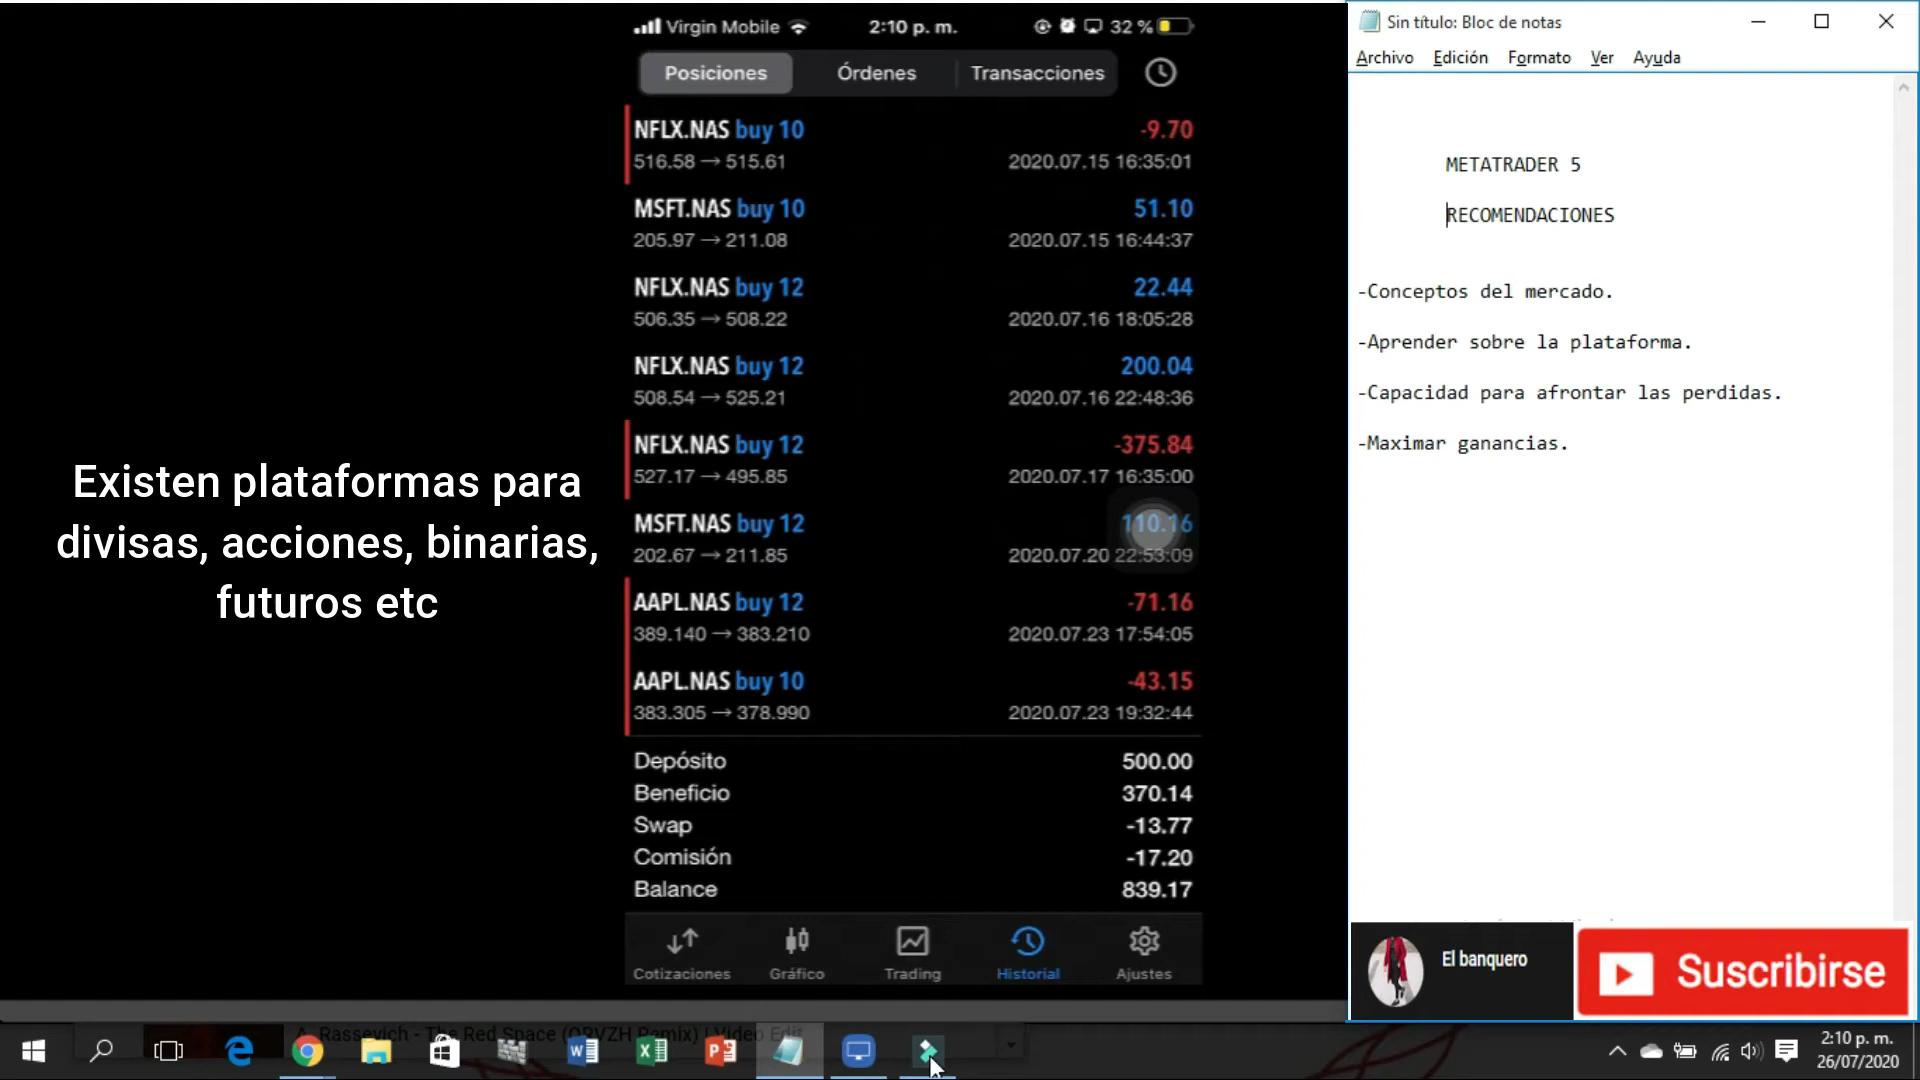 Existen plataformas para
divisas, acciones, binarias,
futuros etc
Virgin Mobile 2:10 p. m. 32 %
Posiciones Órdenes Transacciones
NFLX.NAS buy 10 -9.70
516.58 → 515.61 2020.07.15 16:35:01
MSFT.NAS buy 10 51.10
205.97 → 211.08 2020.07.15 16:44:37
NFLX.NAS buy 12 22.44
506.35 → 508.22 2020.07.16 18:05:28
NFLX.NAS buy 12 200.04
508.54 → 525.21 2020.07.16 22:48:36
NFLX.NAS buy 12 -375.84
527.17 → 495.85 2020.07.17 16:35:00
MSFT.NAS buy 12 110.16
202.67 → 211.85 2020.07.20 22:53:09
AAPL.NAS buy 12 -71.16
389.140 → 383.210 2020.07.23 17:54:05
AAPL.NAS buy 10 -43.15
383.305 → 378.990 2020.07.23 19:32:44
Depósito 500.00
Beneficio 370.14
Swap -13.77
Comisión -17.20
Balance 839.17
Cotizaciones Gráfico Trading Historial Ajustes
Sin título: Bloc de notas
Archivo Edición Formato Ver Ayuda
METATRADER 5
RECOMENDACIONES
-Conceptos del mercado.
-Aprender sobre la plataforma.
-Capacidad para afrontar las perdidas.
-Maximar ganancias.
El banquero
Suscribirse
Rassevich - The Red Space (O9VZH Remix) | Video Edit
2:10 p. m.
26/07/2020